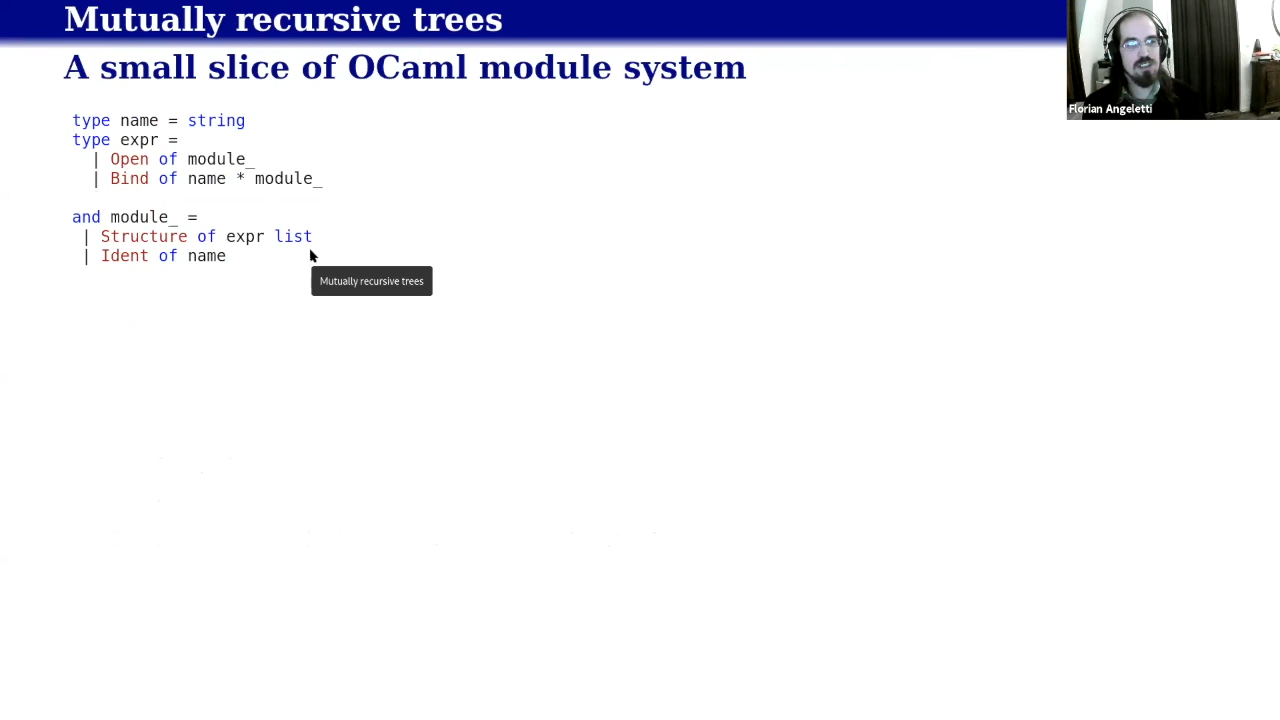 Mutually recursive trees
A small slice of OCaml module system
type name = string
type expr =
| Open of module_
| Bind of name * module_
and module_ =
| Structure of expr list
| Ident of name
Mutually recursive trees
Florian Angeletti